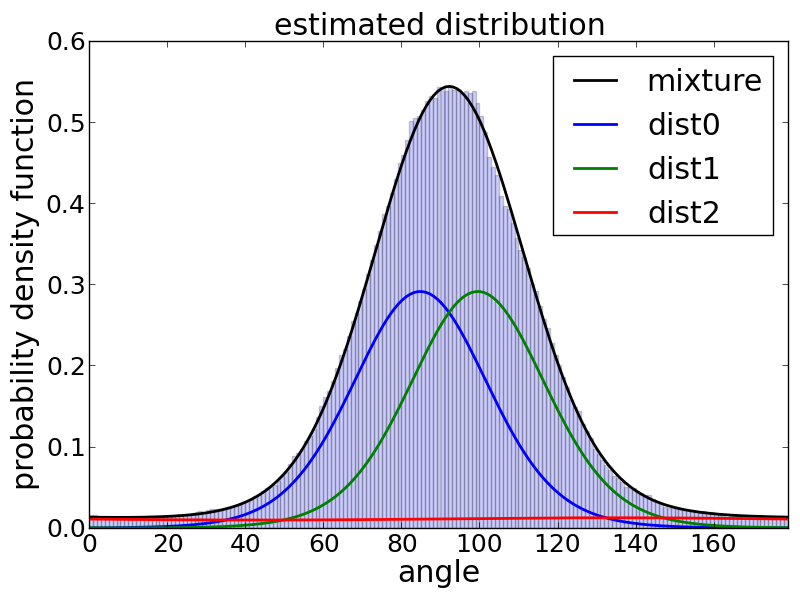 estimated distribution
probability density function
0.6
0.5
0.4
0.3
0.2
0.1
0.0
mixture
dist0
dist1
dist2
0 20 40 60 80 100 120 140 160
angle